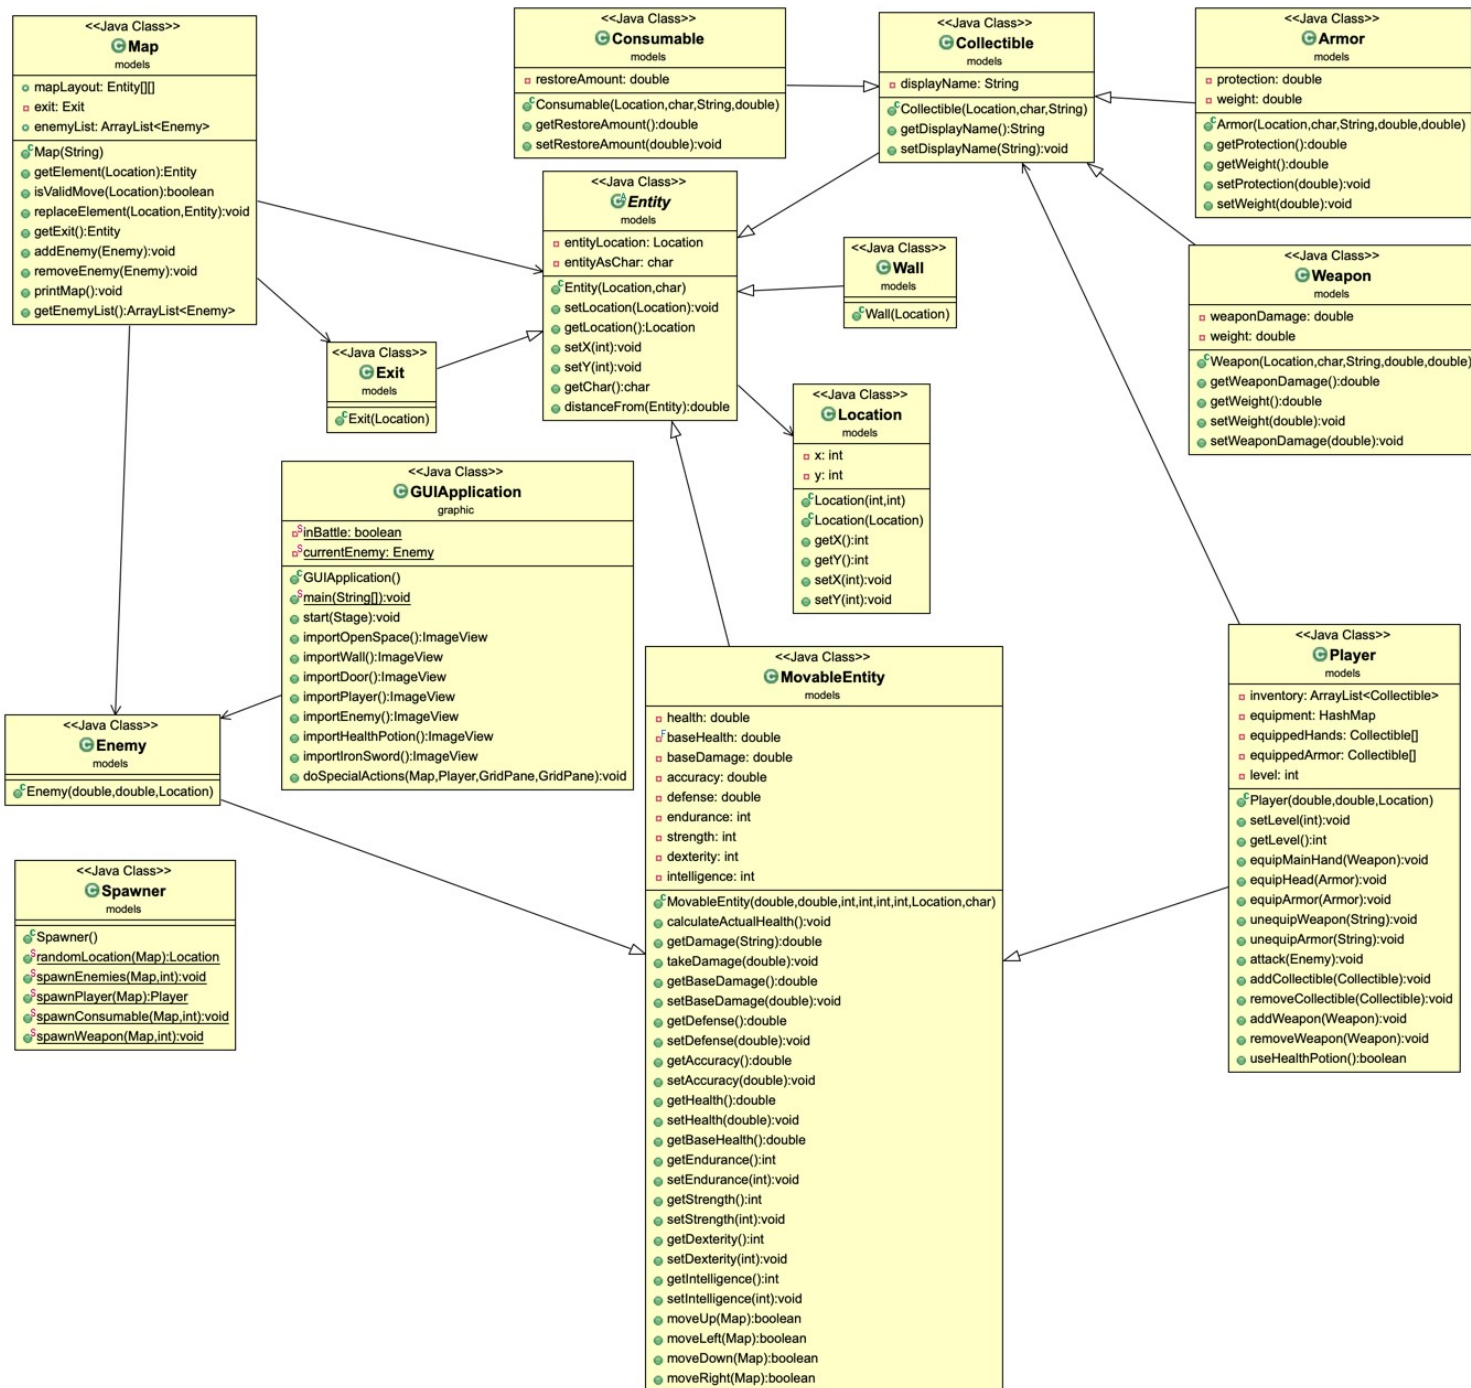 <<Java Class>>
Map
models
mapLayout: Entity[][]
exit: Exit
enemyList: ArrayList<Enemy>
Map(String)
getElement(Location):Entity
isValidMove(Location):boolean
replaceElement(Location,Entity):void
getExit():Entity
addEnemy(Enemy):void
removeEnemy(Enemy):void
printMap():void
getEnemyList():ArrayList<Enemy>
<<Java Class>>
Consumable
models
restoreAmount: double
Consumable(Location,char,String,double)
getRestoreAmount():double
setRestoreAmount(double):void
<<Java Class>>
Collectible
models
displayName: String
Collectible(Location,char,String)
getDisplayName():String
setDisplayName(String):void
<<Java Class>>
Armor
models
protection: double
weight: double
Armor(Location,char,String,double,double)
getProtection():double
getWeight():double
setProtection(double):void
setWeight(double):void
<<Java Class>>
Entity
models
entityLocation: Location
entityAsChar: char
Entity(Location,char)
setLocation(Location):void
getLocation():Location
setX(int):void
setY(int):void
getChar():char
distanceFrom(Entity):double
<<Java Class>>
Wall
models
Wall(Location)
<<Java Class>>
Weapon
models
weaponDamage: double
weight: double
Weapon(Location,char,String,double,double)
getWeaponDamage():double
getWeight():double
setWeight(double):void
setWeaponDamage(double):void
<<Java Class>>
Exit
models
Exit(Location)
<<Java Class>>
Location
models
x: int
y: int
Location(int,int)
Location(Location)
getX():int
getY():int
setX(int):void
setY(int):void
<<Java Class>>
GUIApplication
graphic
inBattle: boolean
currentEnemy: Enemy
GUIApplication()
main(String[]):void
start(Stage):void
importOpenSpace():ImageView
importWall():ImageView
importDoor():ImageView
importPlayer():ImageView
importEnemy():ImageView
importHealthPotion():ImageView
importIronSword():ImageView
doSpecialActions(Map,Player,GridPane,GridPane):void
<<Java Class>>
Enemy
models
Enemy(double,double,Location)
<<Java Class>>
Spawner
models
Spawner()
randomLocation(Map):Location
spawnEnemies(Map,int):void
spawnPlayer(Map):Player
spawnConsumable(Map,int):void
spawnWeapon(Map,int):void
<<Java Class>>
MovableEntity
models
health: double
baseHealth: double
baseDamage: double
accuracy: double
defense: double
endurance: int
strength: int
dexterity: int
intelligence: int
MovableEntity(double,double,int,int,int,int,Location,char)
calculateActualHealth():void
getDamage(String):double
takeDamage(double):void
getBaseDamage():double
setBaseDamage(double):void
getDefense():double
setDefense(double):void
getAccuracy():double
setAccuracy(double):void
getHealth():double
setHealth(double):void
getBaseHealth():double
getEndurance():int
setEndurance(int):void
getStrength():int
setStrength(int):void
getDexterity():int
setDexterity(int):void
getIntelligence():int
setIntelligence(int):void
moveUp(Map):boolean
moveLeft(Map):boolean
moveDown(Map):boolean
moveRight(Map):boolean
<<Java Class>>
Player
models
inventory: ArrayList<Collectible>
equipment: HashMap
equippedHands: Collectible[]
equippedArmor: Collectible[]
level: int
Player(double,double,Location)
setLevel(int):void
getLevel():int
equipMainHand(Weapon):void
equipHead(Armor):void
equipArmor(Armor):void
unequipWeapon(String):void
unequipArmor(String):void
attack(Enemy):void
addCollectible(Collectible):void
removeCollectible(Collectible):void
addWeapon(Weapon):void
removeWeapon(Weapon):void
useHealthPotion():boolean